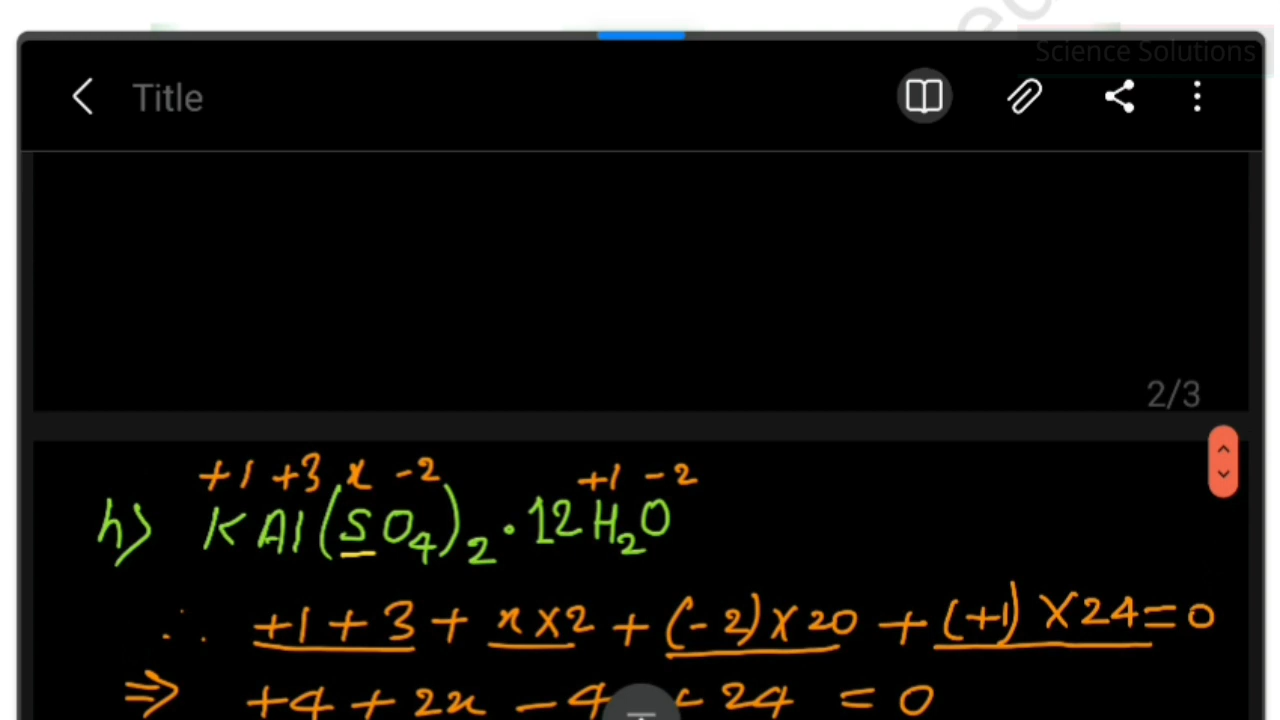 Science Solutions
Title
2/3
+1 +3 x -2 +1 -2
h) KAl(SO₄)₂·12H₂O
∴ +1+3+x×2+(-2)×20+(+1)×24=0
⇒ +4+2x-4 24 =0